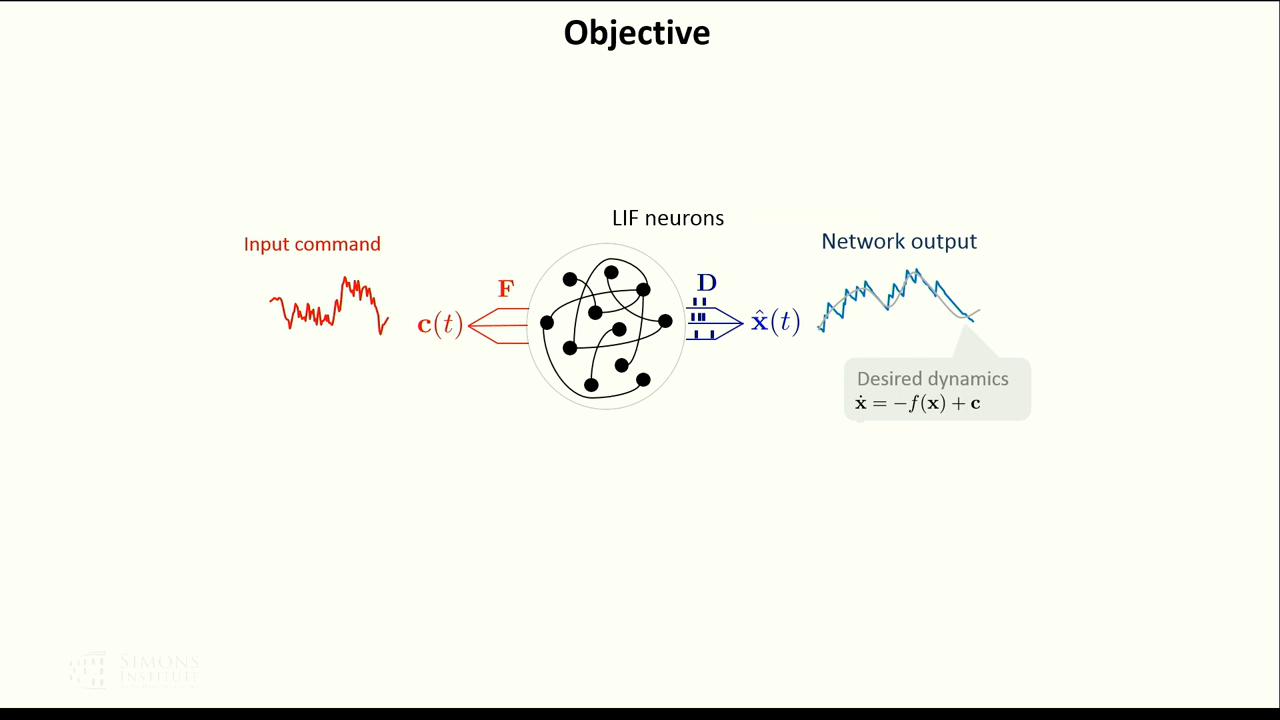 Objective
LIF neurons
Input command
Network output
F
D
c(t)
x̂(t)
Desired dynamics
ẋ = −f(x) + c
SIMONS
INSTITUTE